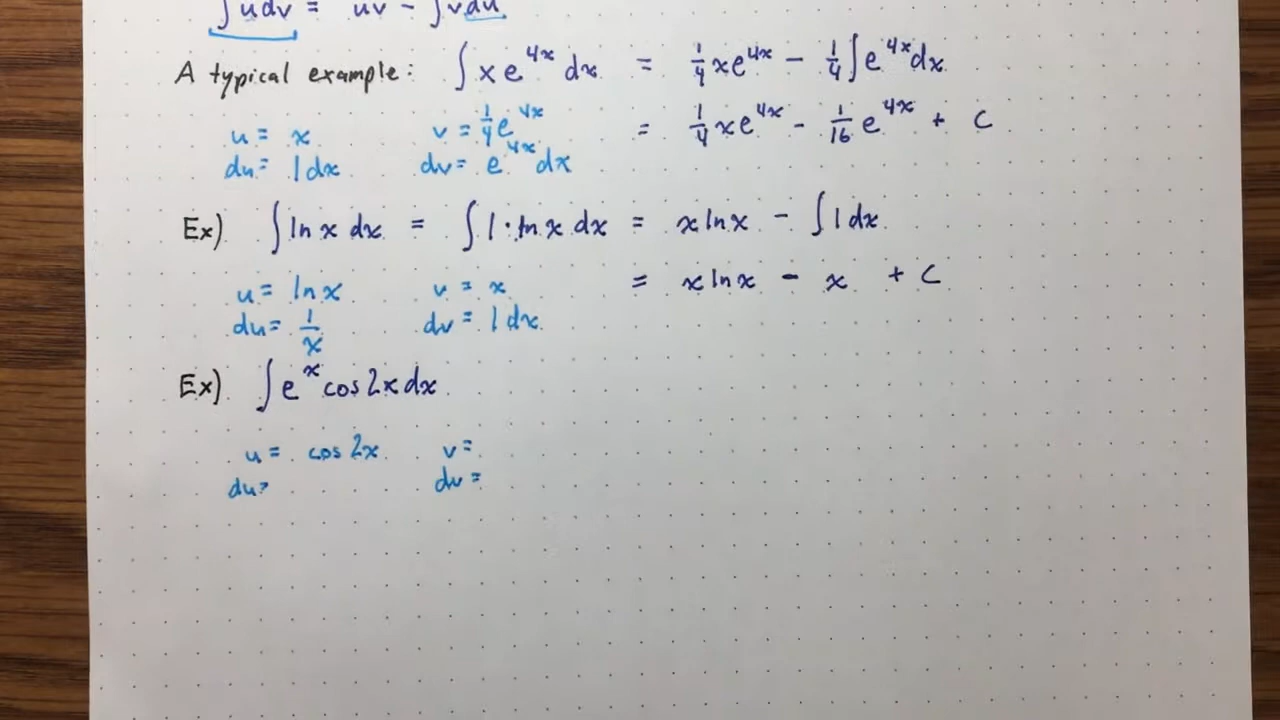 ∫udv = uv - ∫vdu
A typical example: ∫xe^{4x}dx = 1/4 xe^{4x} - 1/4 ∫e^{4x}dx
u = x v = 1/4 e^{4x} = 1/4 xe^{4x} - 1/16 e^{4x} + C
du = 1dx dv = e^{4x}dx
Ex) ∫ln x dx = ∫1·ln x dx = x ln x - ∫1dx
u = ln x v = x = x ln x - x + C
du = 1/x dv = 1dx
Ex) ∫e^x cos2x dx
u = cos 2x v =
du = dv =